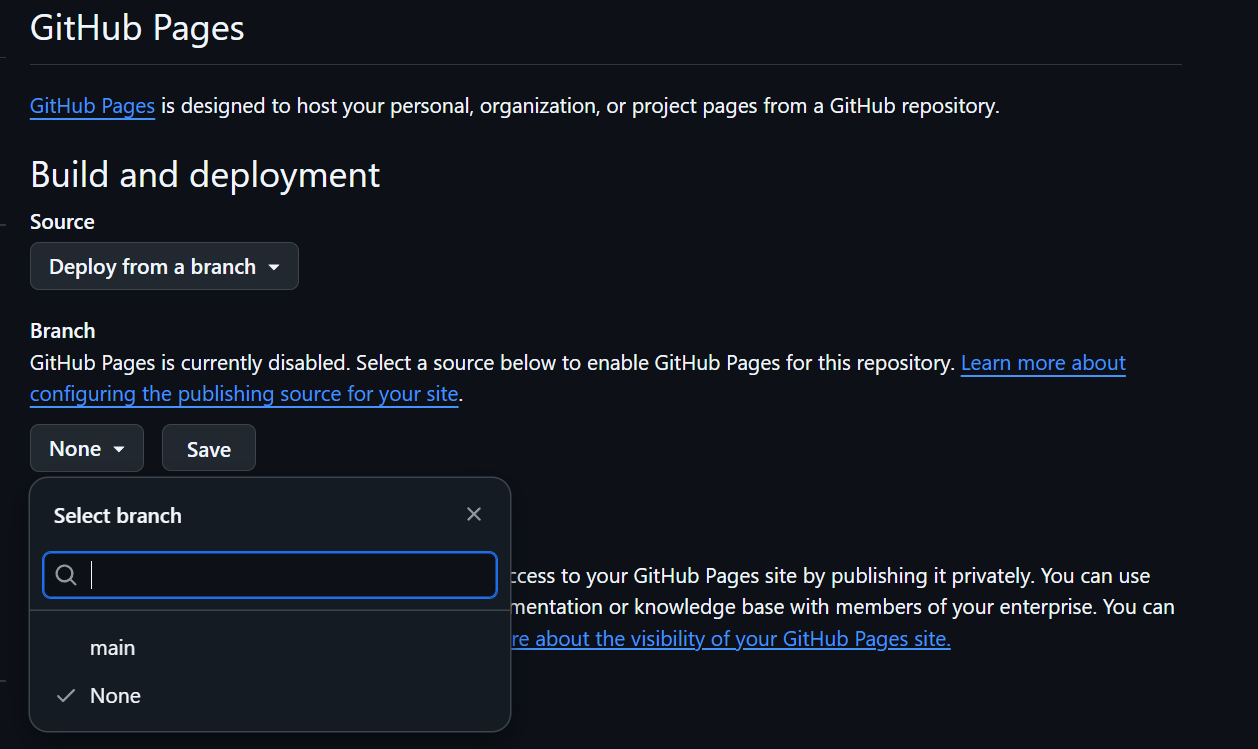 GitHub Pages
GitHub Pages is designed to host your personal, organization, or project pages from a GitHub repository.
Build and deployment
Source
Deploy from a branch
Branch
GitHub Pages is currently disabled. Select a source below to enable GitHub Pages for this repository. Learn more about
configuring the publishing source for your site.
None
Save
Select branch
to your GitHub Pages site by publishing it privately. You can use
or knowledge base with members of your enterprise. You can
about the visibility of your GitHub Pages site.
main
None